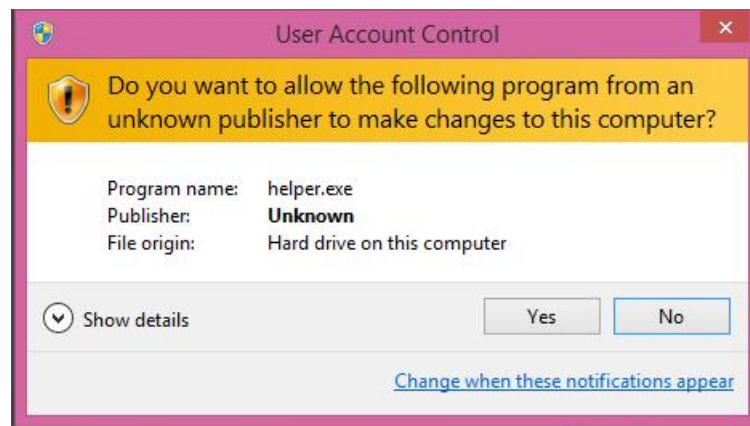 User Account Control
Do you want to allow the following program from an
unknown publisher to make changes to this computer?
Program name: helper.exe
Publisher: Unknown
File origin: Hard drive on this computer
Show details Yes No
Change when these notifications appear